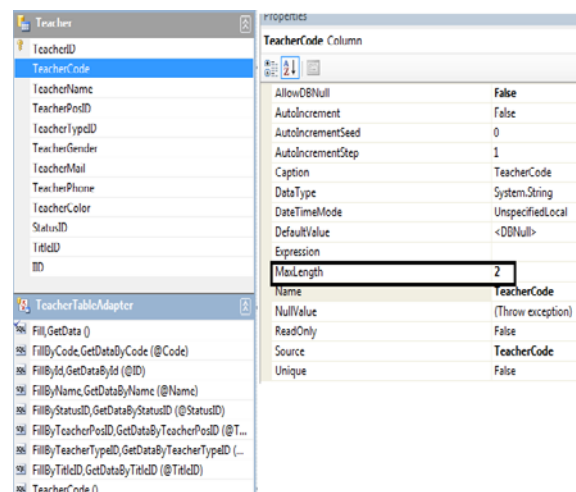 Teacher
TeacherID
TeacherCode
TeacherName
TeacherPosID
TeacherTypeID
TeacherGender
TeacherMail
TeacherPhone
TeacherColor
StatusID
TitleID
IID
TeacherTableAdapter
Fill,GetData ()
FillByCode,GetDataByCode (@Code)
FillById,GetDataById (@ID)
FillByName,GetDataByName (@Name)
FillByStatusID,GetDataByStatusID (@StatusID)
FillByTeacherPosID,GetDataByTeacherPosID (@T...
FillByTeacherTypeID,GetDataByTeacherTypeID (...
FillByTitleID,GetDataByTitleID (@TitleID)
TeacherCode ()
Properties
TeacherCode Column
AllowDBNull False
AutoIncrement False
AutoIncrementSeed 0
AutoIncrementStep 1
Caption TeacherCode
DataType System.String
DateTimeMode UnspecifiedLocal
DefaultValue <DBNull>
Expression
MaxLength 2
Name TeacherCode
NullValue (Throw exception)
ReadOnly False
Source TeacherCode
Unique False